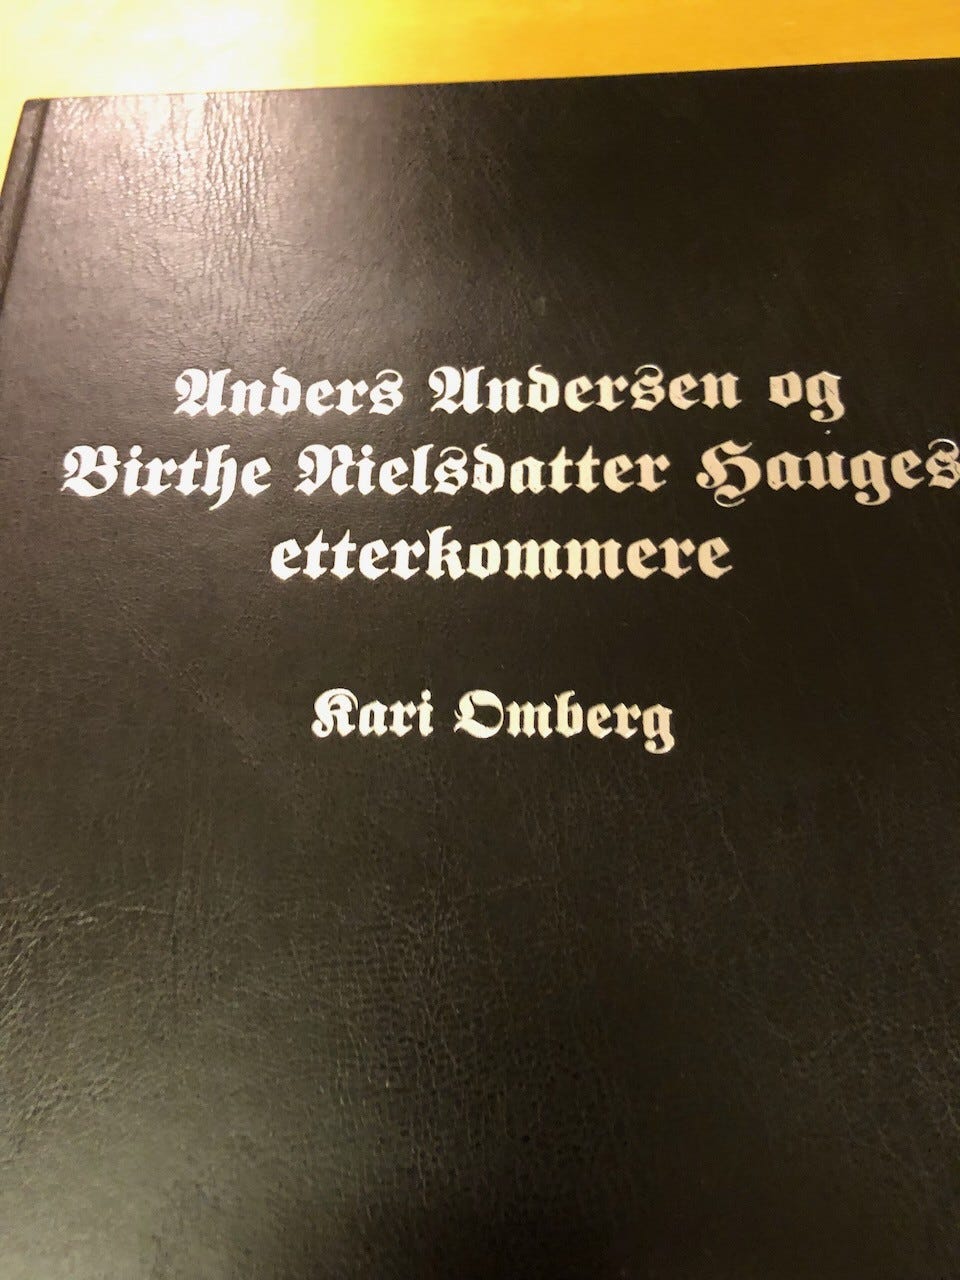 Anders Andersen og
Birthe Nielsdatter Hauges
etterkommere
Kari Omberg